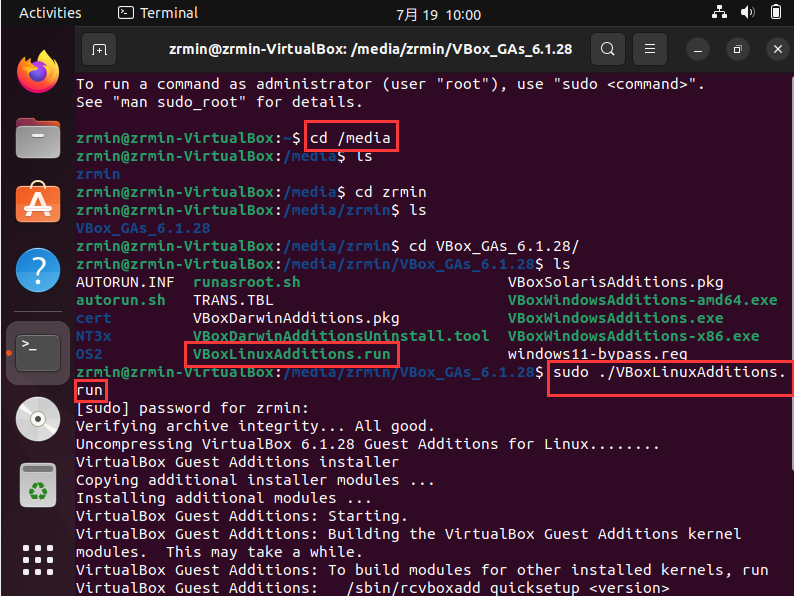 Activities
Terminal
7月 19 10:00
zrmin@zrmin-VirtualBox: /media/zrmin/VBox_GAs_6.1.28
To run a command as administrator (user "root"), use "sudo <command>".
See "man sudo_root" for details.
zrmin@zrmin-VirtualBox:~$ cd /media
zrmin@zrmin-VirtualBox:/media$ ls
zrmin
zrmin@zrmin-VirtualBox:/media$ cd zrmin
zrmin@zrmin-VirtualBox:/media/zrmin$ ls
VBox_GAs_6.1.28
zrmin@zrmin-VirtualBox:/media/zrmin$ cd VBox_GAs_6.1.28/
zrmin@zrmin-VirtualBox:/media/zrmin/VBox_GAs_6.1.28$ ls
AUTORUN.INF runasroot.sh VBoxSolarisAdditions.pkg
autorun.sh TRANS.TBL VBoxWindowsAdditions-amd64.exe
cert VBoxDarwinAdditions.pkg VBoxWindowsAdditions.exe
NT3x VBoxDarwinAdditionsUninstall.tool VBoxWindowsAdditions-x86.exe
OS2 VBoxLinuxAdditions.run windows11-bypass.reg
zrmin@zrmin-VirtualBox:/media/zrmin/VBox_GAs_6.1.28$ sudo ./VBoxLinuxAdditions.
run
[sudo] password for zrmin:
Verifying archive integrity... All good.
Uncompressing VirtualBox 6.1.28 Guest Additions for Linux........
VirtualBox Guest Additions installer
Copying additional installer modules ...
Installing additional modules ...
VirtualBox Guest Additions: Starting.
VirtualBox Guest Additions: Building the VirtualBox Guest Additions kernel
modules.  This may take a while.
VirtualBox Guest Additions: To build modules for other installed kernels, run
VirtualBox Guest Additions:   /sbin/rcvboxadd quicksetup <version>